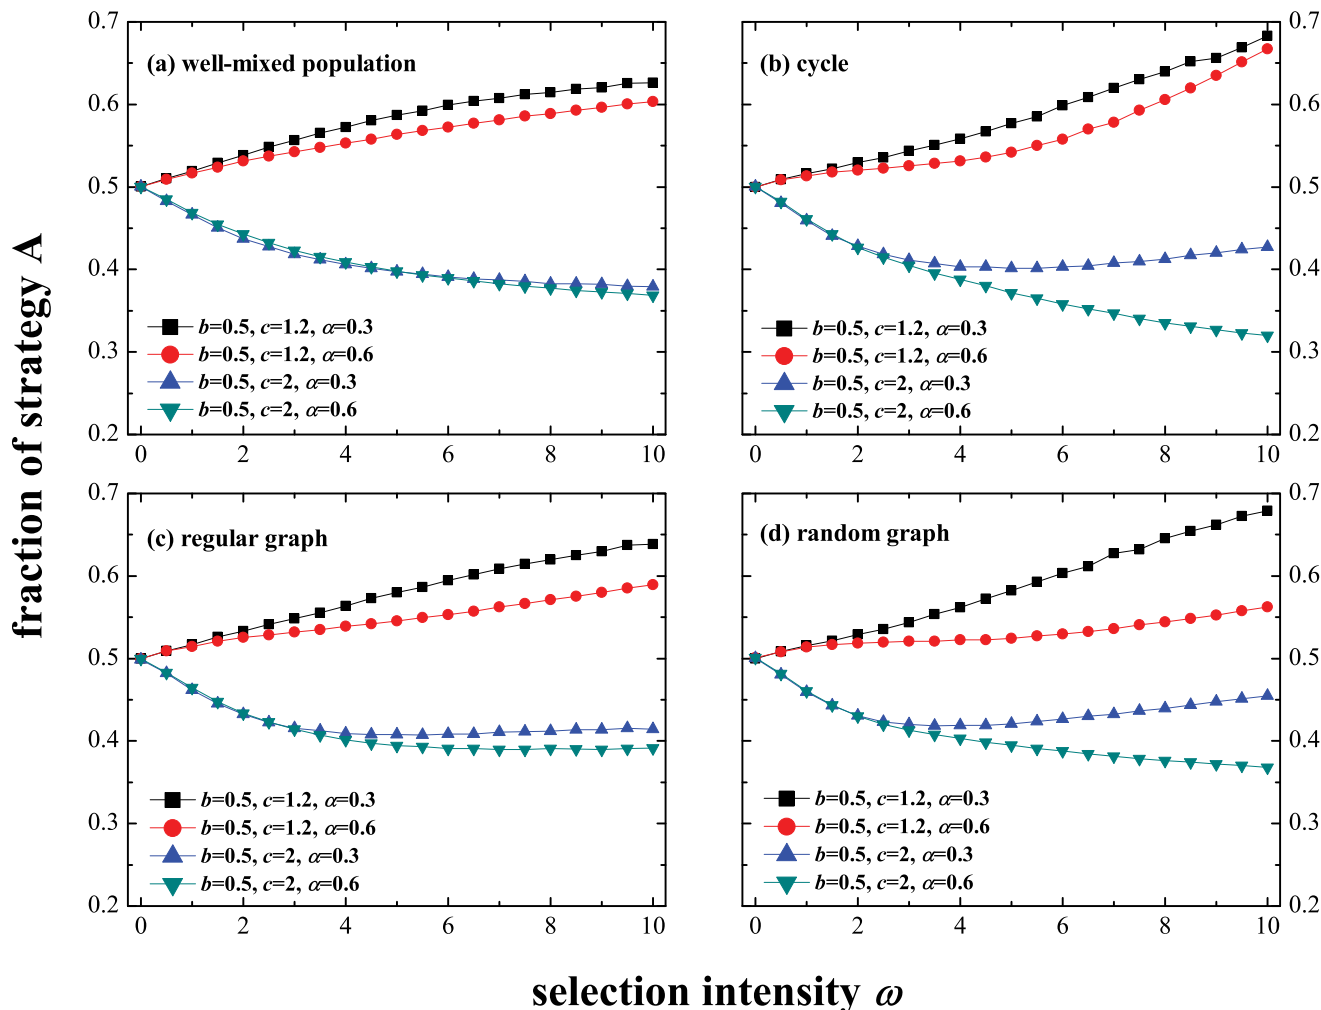 fraction of strategy A
0.7
0.6
0.5
0.4
0.3
0.2
(a) well-mixed population
b=0.5, c=1.2, α=0.3
b=0.5, c=1.2, α=0.6
b=0.5, c=2, α=0.3
b=0.5, c=2, α=0.6
0 2 4 6 8 10
(b) cycle
b=0.5, c=1.2, α=0.3
b=0.5, c=1.2, α=0.6
b=0.5, c=2, α=0.3
b=0.5, c=2, α=0.6
0 2 4 6 8 10
0.7
0.6
0.5
0.4
0.3
0.2
0.7
0.6
0.5
0.4
0.3
0.2
(c) regular graph
b=0.5, c=1.2, α=0.3
b=0.5, c=1.2, α=0.6
b=0.5, c=2, α=0.3
b=0.5, c=2, α=0.6
0 2 4 6 8 10
(d) random graph
b=0.5, c=1.2, α=0.3
b=0.5, c=1.2, α=0.6
b=0.5, c=2, α=0.3
b=0.5, c=2, α=0.6
0 2 4 6 8 10
0.7
0.6
0.5
0.4
0.3
0.2
selection intensity ω